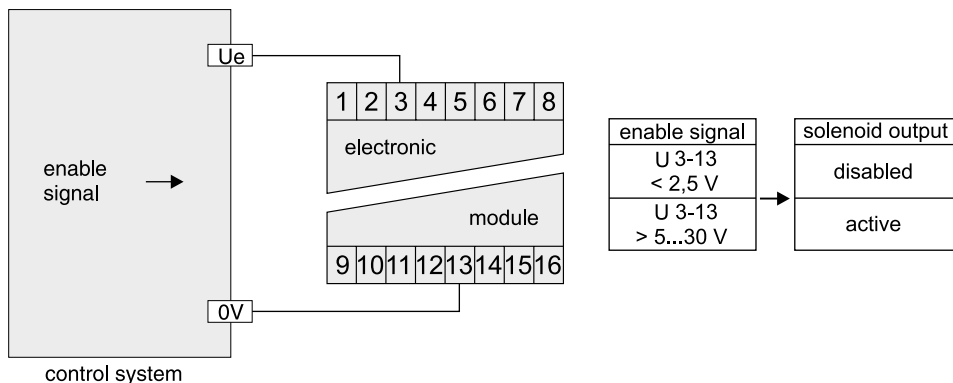 Ue
1 2 3 4 5 6 7 8
electronic
enable
signal
module
9 10 11 12 13 14 15 16
0V
control system
enable signal
U 3-13
< 2,5 V
U 3-13
> 5...30 V
solenoid output
disabled
active